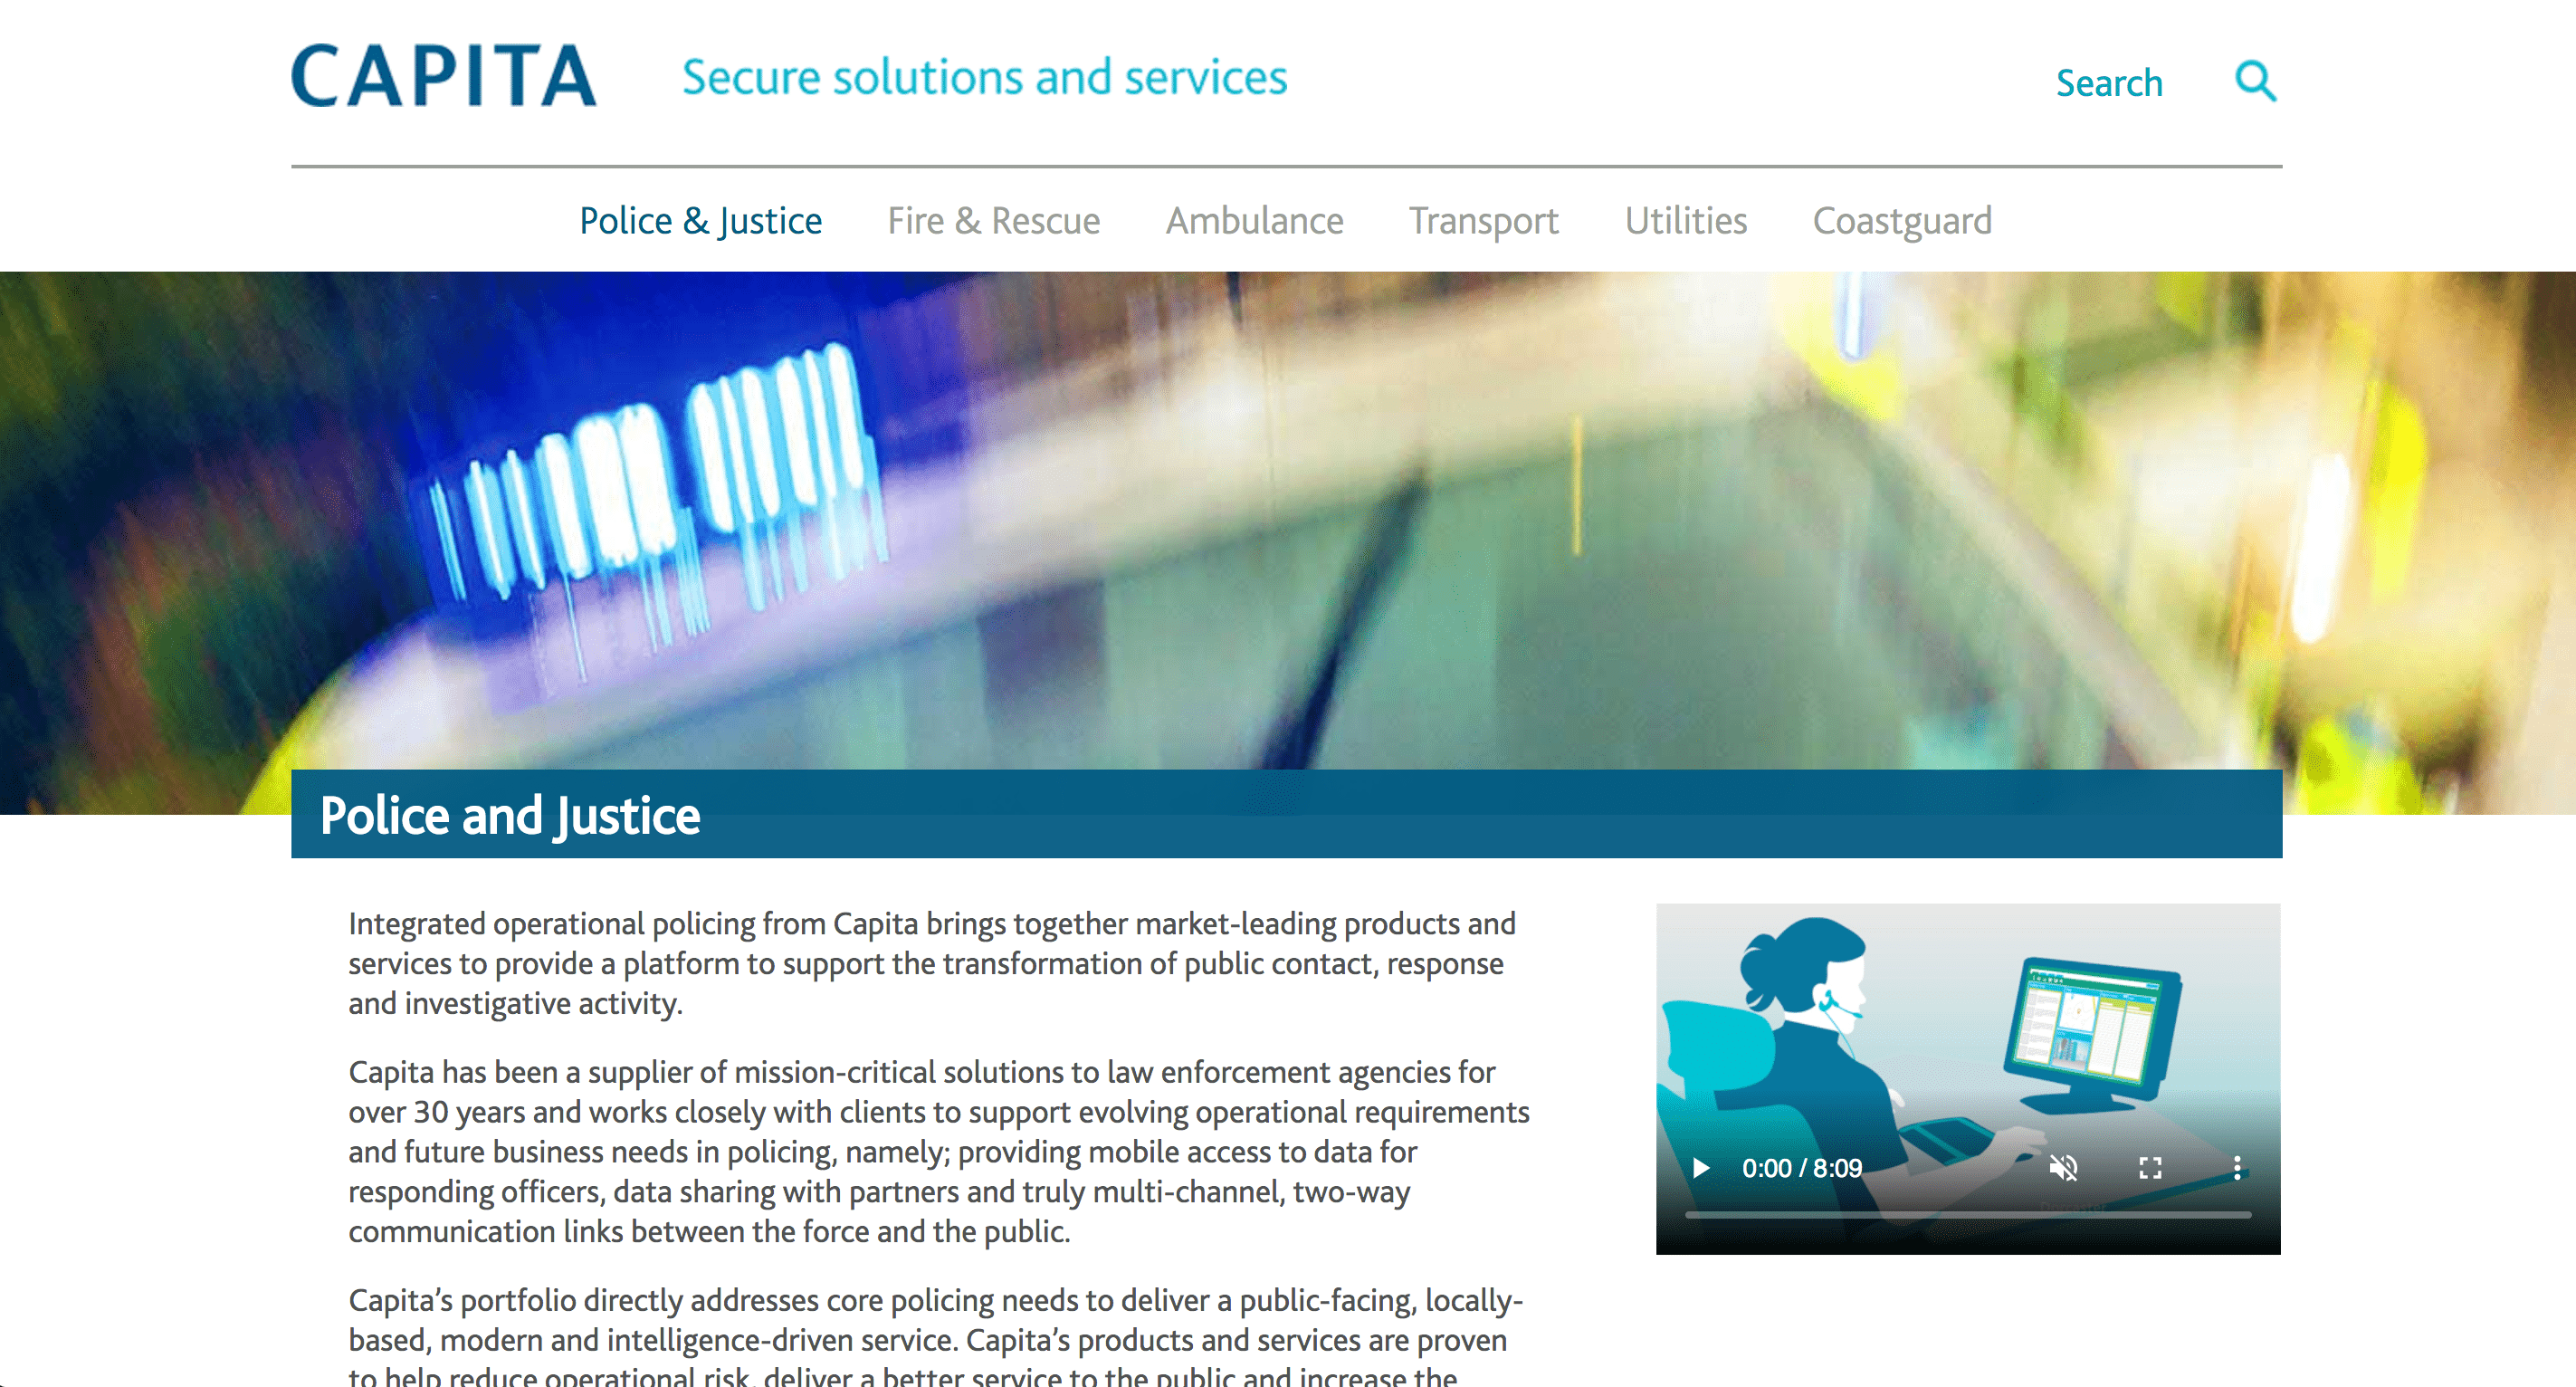 CAPITA Secure solutions and services Search
Police & Justice Fire & Rescue Ambulance Transport Utilities Coastguard
Police and Justice
Integrated operational policing from Capita brings together market-leading products and
services to provide a platform to support the transformation of public contact, response
and investigative activity.
Capita has been a supplier of mission-critical solutions to law enforcement agencies for
over 30 years and works closely with clients to support evolving operational requirements
and future business needs in policing, namely; providing mobile access to data for
responding officers, data sharing with partners and truly multi-channel, two-way
communication links between the force and the public.
Capita’s portfolio directly addresses core policing needs to deliver a public-facing, locally-
based, modern and intelligence-driven service. Capita’s products and services are proven
to help reduce operational risk, deliver a better service to the public and increase the
0:00 / 8:09